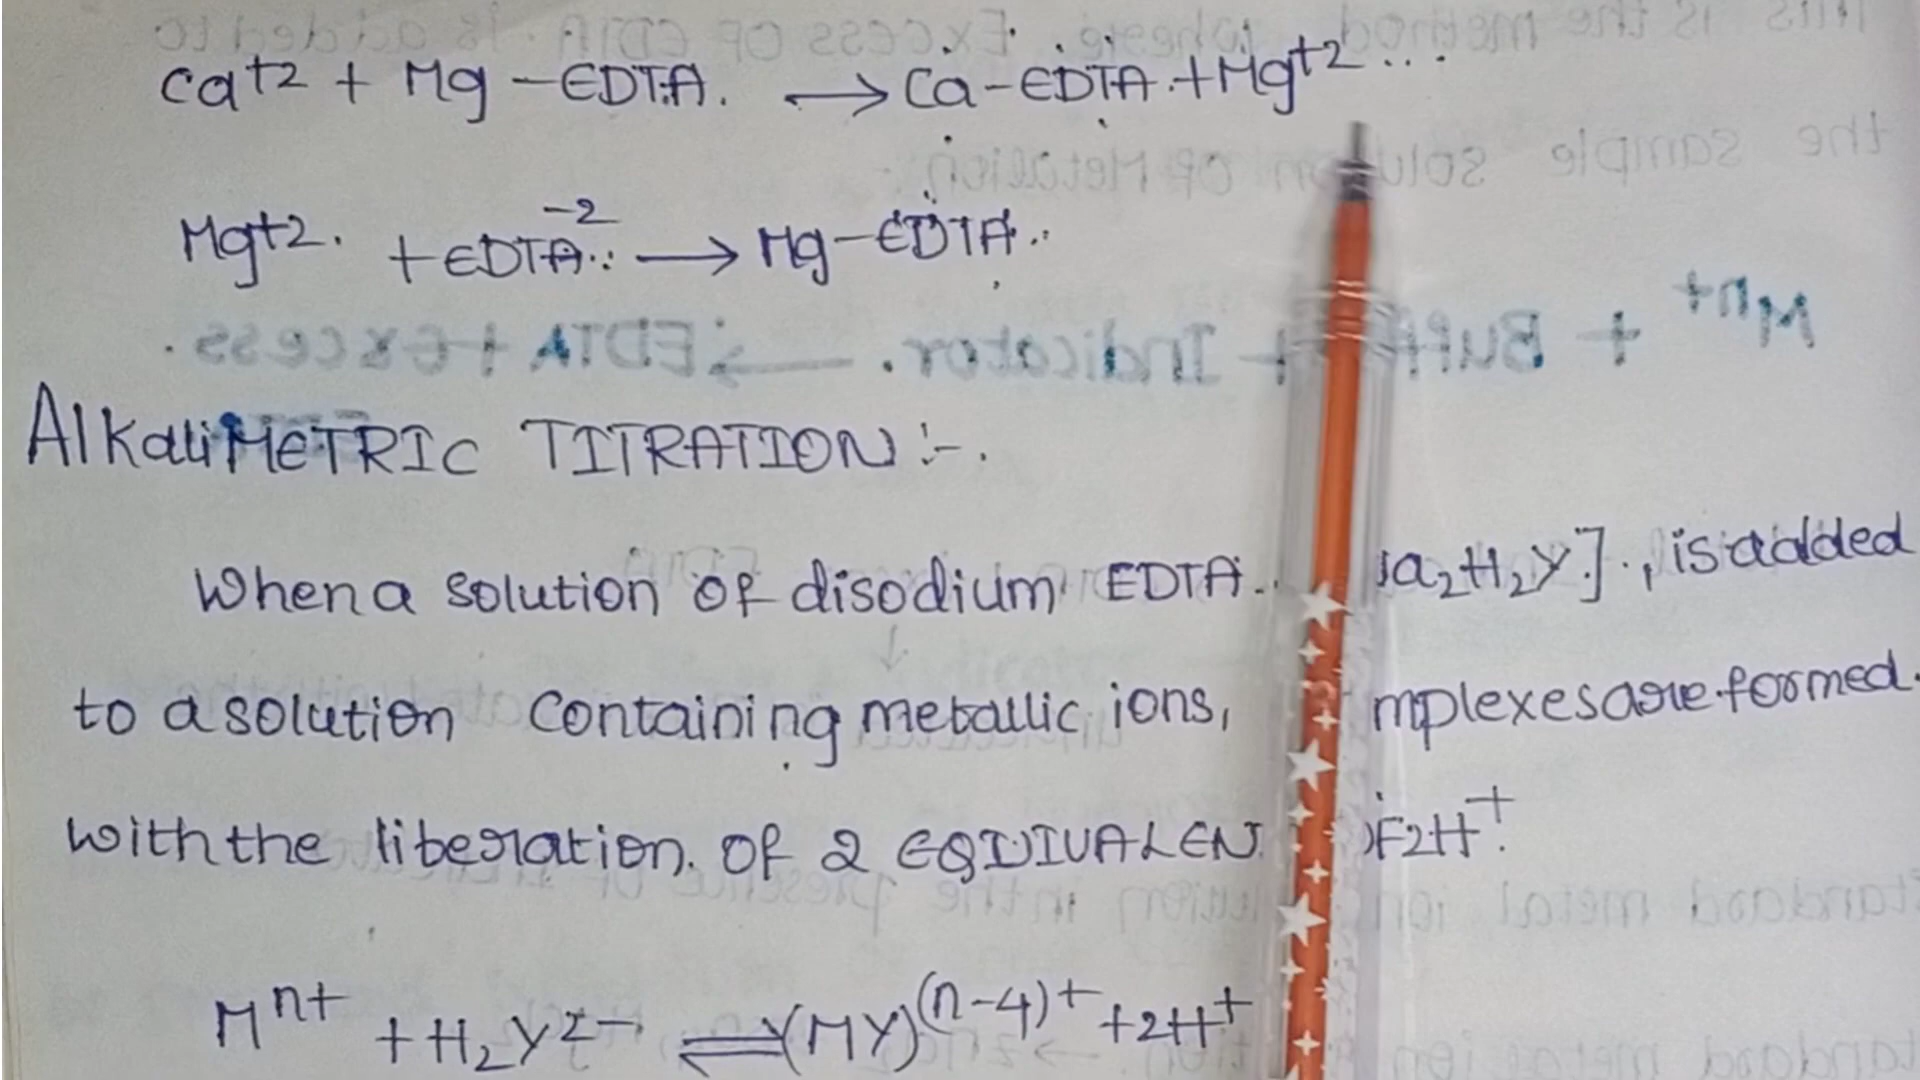 Ca+2 + Mg - EDTA. → Ca - EDTA. + Mg+2...
Mg+2. + EDTA-2.. → Mg - EDTA..
AlkaliMETRIC TITRATION :-.
When a solution OF disodium EDTA.. a₂H₂Y]., is added
to a solution Containing metallic ions, mplexes are formed.
with the liberation. OF 2 EQUIVALEN OF 2H⁺.
Mⁿ⁺ + H₂Y²⁻ ⇌ (MY)⁽ⁿ⁻⁴⁾⁺ + 2H⁺